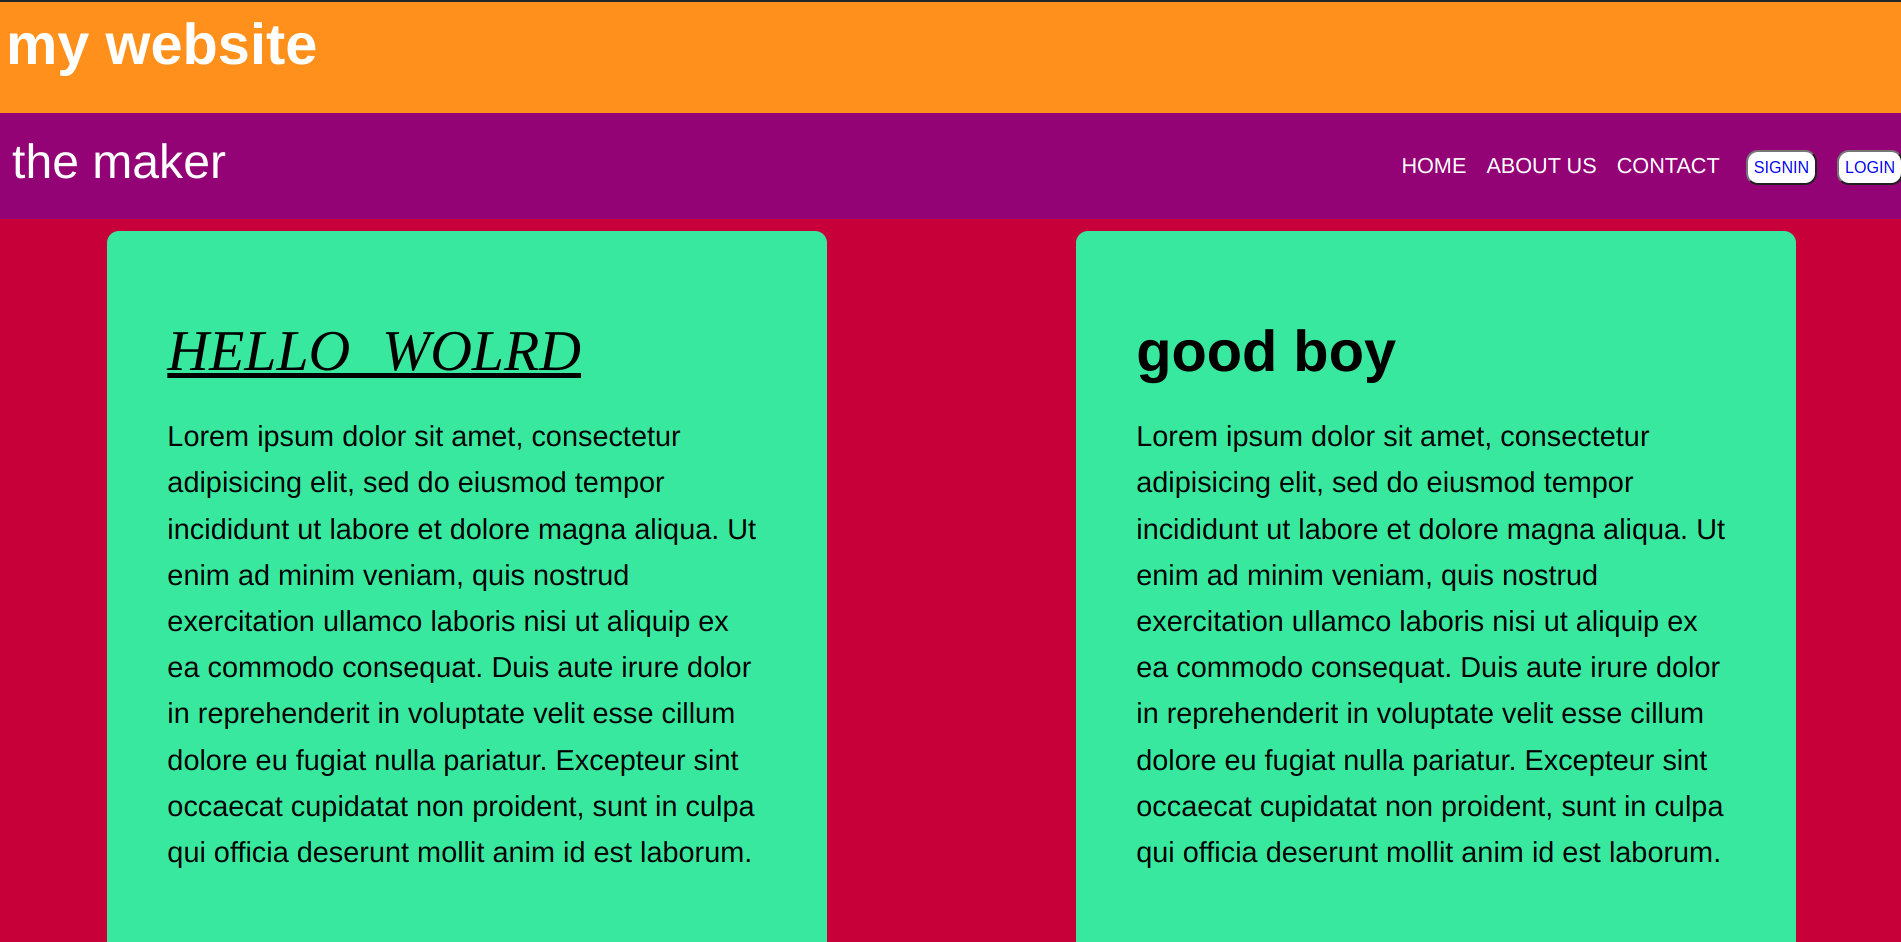 my website
the maker
HOME ABOUT US CONTACT SIGNIN LOGIN
HELLO WOLRD
Lorem ipsum dolor sit amet, consectetur
adipisicing elit, sed do eiusmod tempor
incididunt ut labore et dolore magna aliqua. Ut
enim ad minim veniam, quis nostrud
exercitation ullamco laboris nisi ut aliquip ex
ea commodo consequat. Duis aute irure dolor
in reprehenderit in voluptate velit esse cillum
dolore eu fugiat nulla pariatur. Excepteur sint
occaecat cupidatat non proident, sunt in culpa
qui officia deserunt mollit anim id est laborum.
good boy
Lorem ipsum dolor sit amet, consectetur
adipisicing elit, sed do eiusmod tempor
incididunt ut labore et dolore magna aliqua. Ut
enim ad minim veniam, quis nostrud
exercitation ullamco laboris nisi ut aliquip ex
ea commodo consequat. Duis aute irure dolor
in reprehenderit in voluptate velit esse cillum
dolore eu fugiat nulla pariatur. Excepteur sint
occaecat cupidatat non proident, sunt in culpa
qui officia deserunt mollit anim id est laborum.